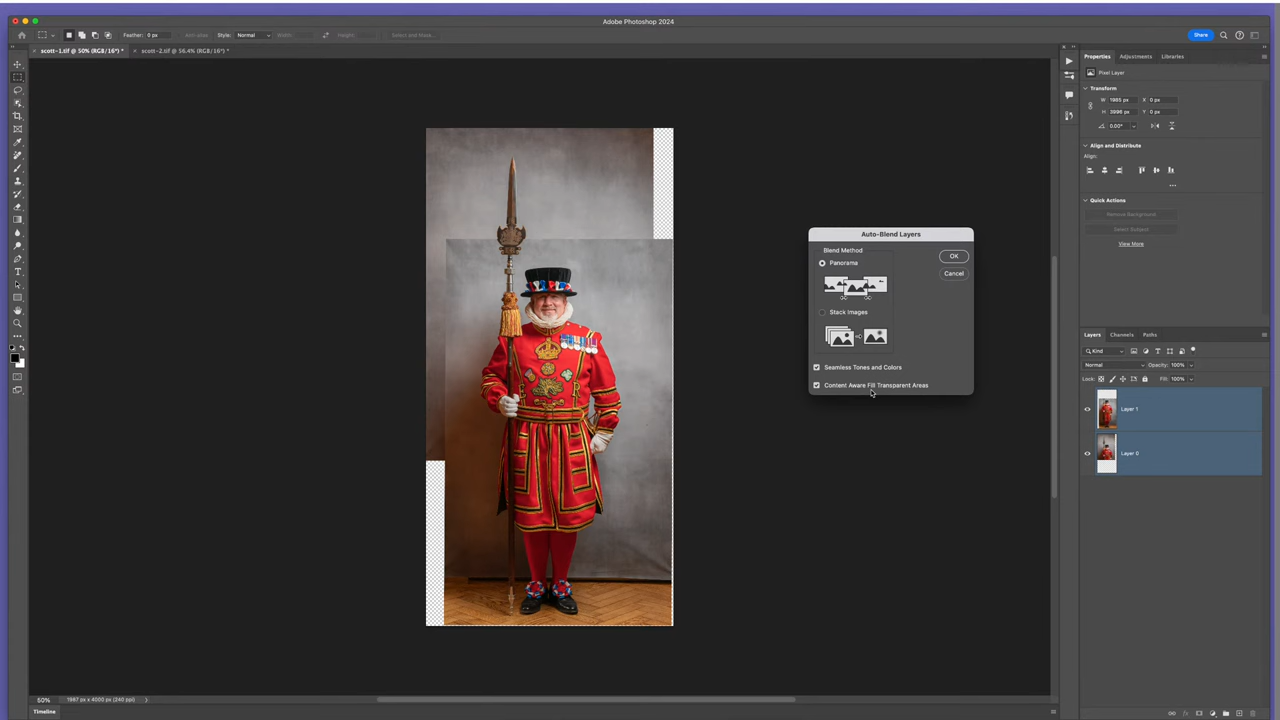 Adobe Photoshop 2024
Feather: 0 px
Anti-alias
Style: Normal
Width:
Height:
Select and Mask...
Share
scott-1.tif @ 50% (RGB/16*) *
scott-2.tif @ 56.4% (RGB/16*) *
Properties
Adjustments
Libraries
Pixel Layer
Transform
W 1985 px
X 0 px
H 3996 px
Y 0 px
0.00°
Align and Distribute
Align:
Quick Actions
Remove Background
Select Subject
View More
Auto-Blend Layers
Blend Method
Panorama
Stack Images
Seamless Tones and Colors
Content Aware Fill Transparent Areas
OK
Cancel
Layers
Channels
Paths
Kind
Normal
Opacity: 100%
Lock:
Fill: 100%
Layer 1
Layer 0
50%
1987 px x 4000 px (240 ppi)
Timeline